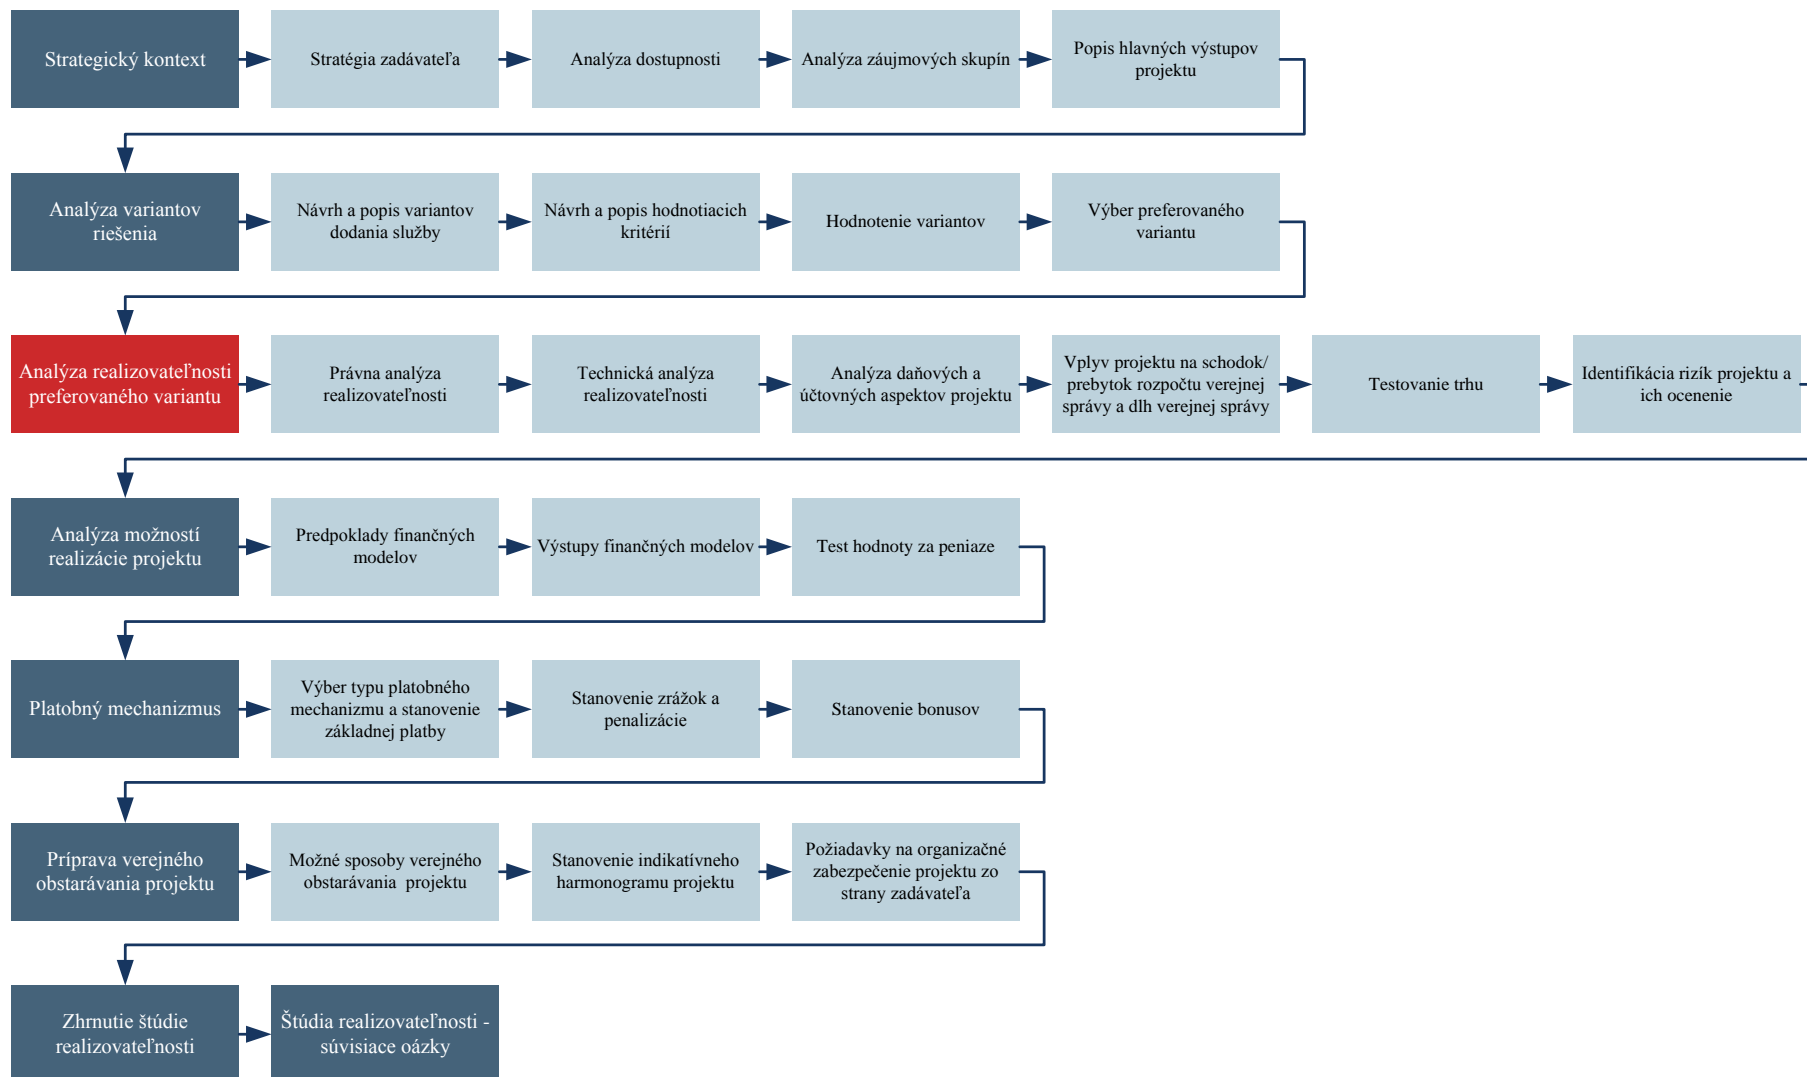 Strategický kontext
Stratégia zadávateľa
Analýza dostupnosti
Analýza záujmových skupín
Popis hlavných výstupov
projektu
Analýza variantov
riešenia
Návrh a popis variantov
dodania služby
Návrh a popis hodnotiacich
kritérií
Hodnotenie variantov
Výber preferovaného
variantu
Analýza realizovateľnosti
preferovaného variantu
Právna analýza
realizovateľnosti
Technická analýza
realizovateľnosti
Analýza daňových a
účtovných aspektov projektu
Vplyv projektu na schodok/
prebytok rozpočtu verejnej
správy a dlh verejnej správy
Testovanie trhu
Identifikácia rizík projektu a
ich ocenenie
Analýza možností
realizácie projektu
Predpoklady finančných
modelov
Výstupy finančných modelov
Test hodnoty za peniaze
Platobný mechanizmus
Výber typu platobného
mechanizmu a stanovenie
základnej platby
Stanovenie zrážok a
penalizácie
Stanovenie bonusov
Príprava verejného
obstarávania projektu
Možné sposoby verejného
obstarávania  projektu
Stanovenie indikatívneho
harmonogramu projektu
Požiadavky na organizačné
zabezpečenie projektu zo
strany zadávateľa
Zhrnutie štúdie
realizovateľnosti
Štúdia realizovateľnosti -
súvisiace oázky